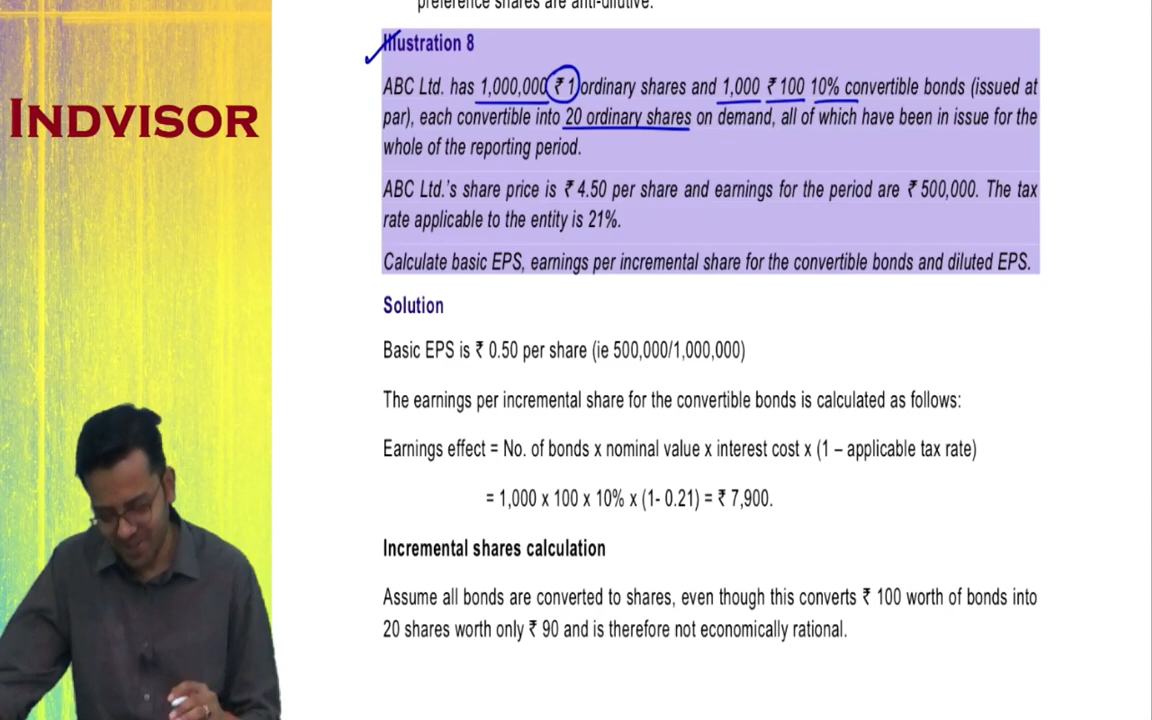 preference shares are anti-dilutive.
Illustration 8
ABC Ltd. has 1,000,000 ₹ 1 ordinary shares and 1,000 ₹ 100 10% convertible bonds (issued at
par), each convertible into 20 ordinary shares on demand, all of which have been in issue for the
whole of the reporting period.
ABC Ltd.'s share price is ₹ 4.50 per share and earnings for the period are ₹ 500,000. The tax
rate applicable to the entity is 21%.
Calculate basic EPS, earnings per incremental share for the convertible bonds and diluted EPS.
INDVISOR
Solution
Basic EPS is ₹ 0.50 per share (ie 500,000/1,000,000)
The earnings per incremental share for the convertible bonds is calculated as follows:
Earnings effect = No. of bonds x nominal value x interest cost x (1 – applicable tax rate)
= 1,000 x 100 x 10% x (1- 0.21) = ₹ 7,900.
Incremental shares calculation
Assume all bonds are converted to shares, even though this converts ₹ 100 worth of bonds into
20 shares worth only ₹ 90 and is therefore not economically rational.